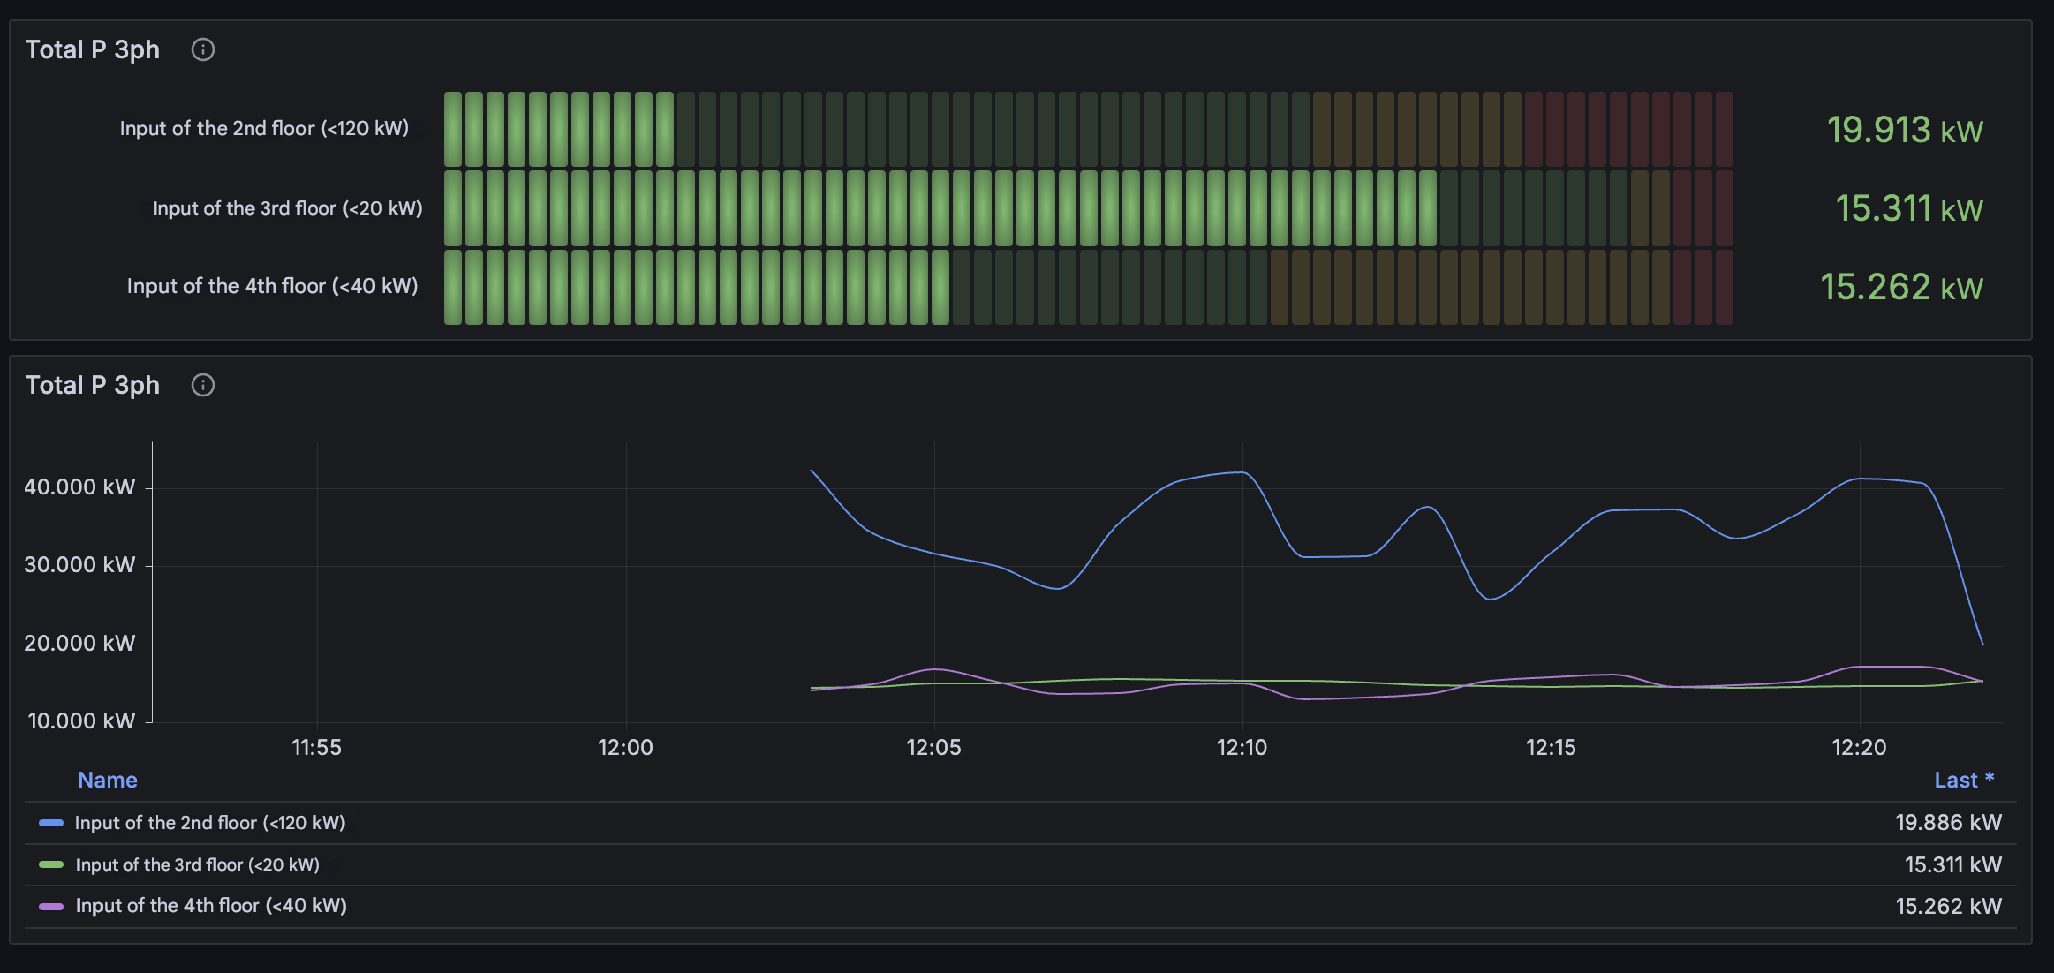 Total P 3ph
Input of the 2nd floor (<120 kW)
19.913 kW
Input of the 3rd floor (<20 kW)
15.311 kW
Input of the 4th floor (<40 kW)
15.262 kW
Total P 3ph
40.000 kW
30.000 kW
20.000 kW
10.000 kW
11:55 12:00 12:05 12:10 12:15 12:20
Name Last *
Input of the 2nd floor (<120 kW) 19.886 kW
Input of the 3rd floor (<20 kW) 15.311 kW
Input of the 4th floor (<40 kW) 15.262 kW